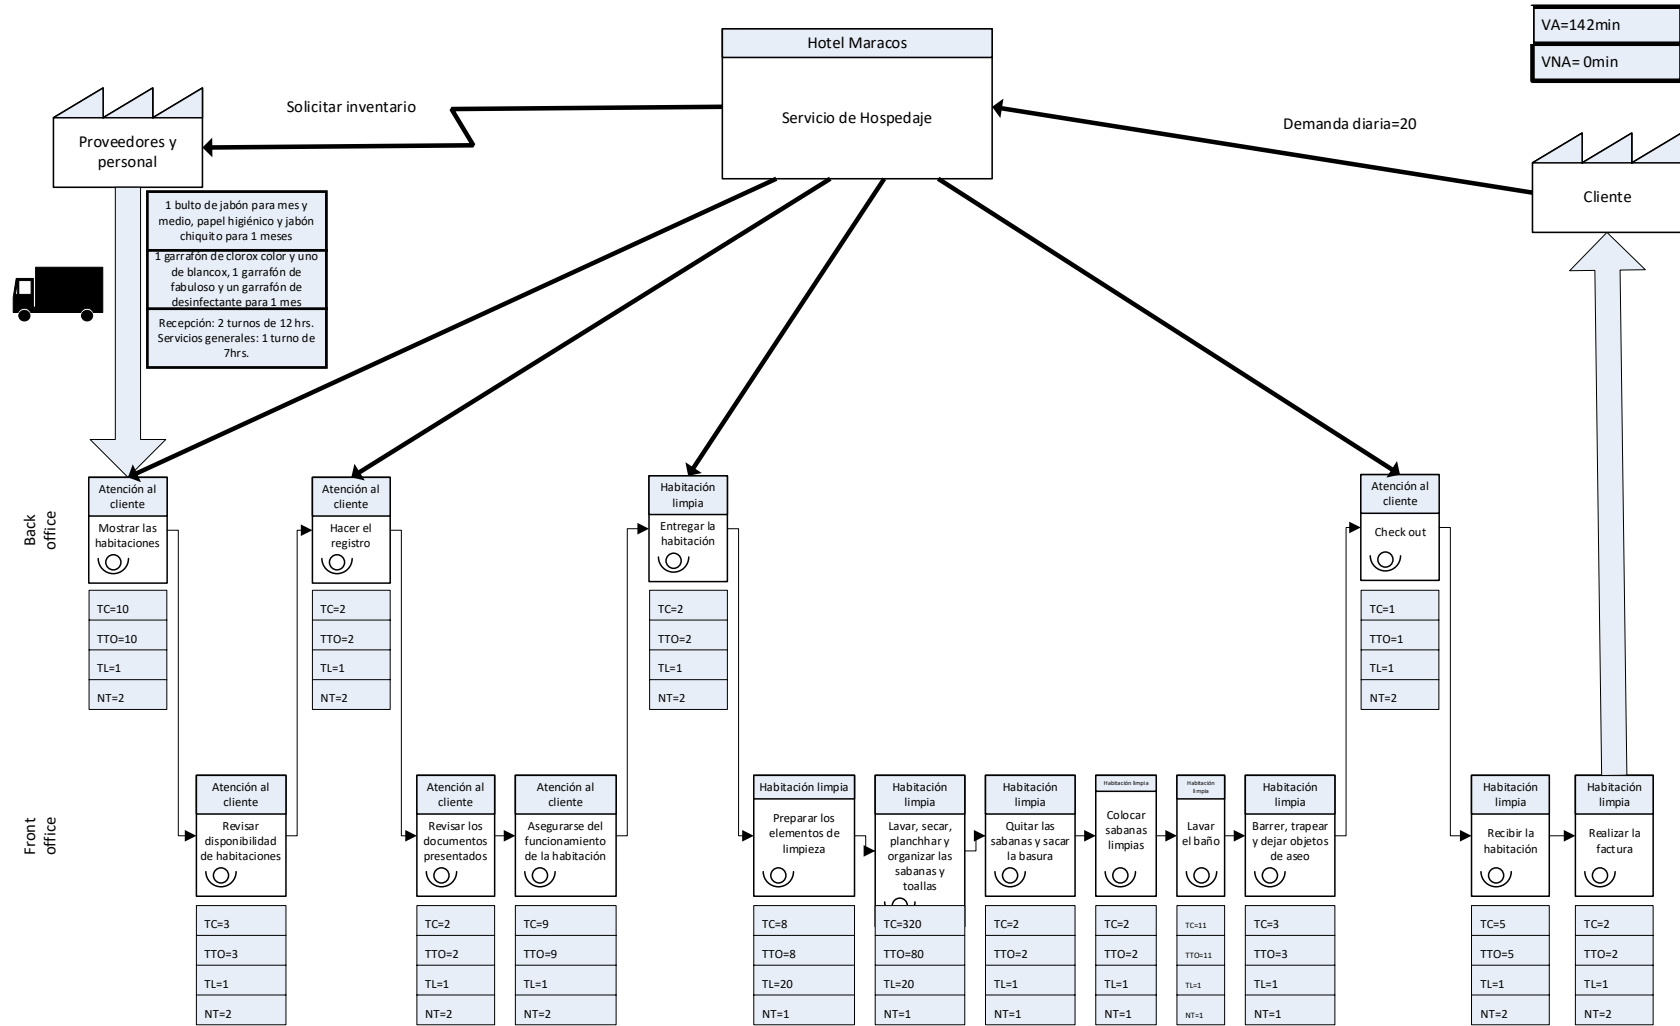 VA=142min
VNA= 0min
Hotel Maracos
Servicio de Hospedaje
Solicitar inventario
Demanda diaria=20
Proveedores y
personal
Cliente
1 bulto de jabón para mes y
medio, papel higiénico y jabón
chiquito para 1 meses
1 garrafón de clorox color y uno
de blancox, 1 garrafón de
fabuloso y un garrafón de
desinfectante para 1 mes
Recepción: 2 turnos de 12 hrs.
Servicios generales: 1 turno de
7hrs.
Back
office
Atención al
cliente
Mostrar las
habitaciones
TC=10
TTO=10
TL=1
NT=2
Atención al
cliente
Hacer el
registro
TC=2
TTO=2
TL=1
NT=2
Habitación
limpia
Entregar la
habitación
TC=2
TTO=2
TL=1
NT=2
Atención al
cliente
Check out
TC=1
TTO=1
TL=1
NT=2
Front
office
Atención al
cliente
Revisar
disponibilidad
de habitaciones
TC=3
TTO=3
TL=1
NT=2
Atención al
cliente
Revisar los
documentos
presentados
TC=2
TTO=2
TL=1
NT=2
Atención al
cliente
Asegurarse del
funcionamiento
de la habitación
TC=9
TTO=9
TL=1
NT=2
Habitación limpia
Preparar los
elementos de
limpieza
TC=8
TTO=8
TL=20
NT=1
Habitación
limpia
Lavar, secar,
planchhar y
organizar las
sabanas y
toallas
TC=320
TTO=80
TL=20
NT=1
Habitación
limpia
Quitar las
sabanas y sacar
la basura
TC=2
TTO=2
TL=1
NT=1
Habitación limpia
Colocar
sabanas
limpias
TC=2
TTO=2
TL=1
NT=1
Habitación
limpia
Lavar
el baño
TC=11
TTO=11
TL=1
NT=1
Habitación
limpia
Barrer, trapear
y dejar objetos
de aseo
TC=3
TTO=3
TL=1
NT=1
Habitación
limpia
Recibir la
habitación
TC=5
TTO=5
TL=1
NT=2
Habitación
limpia
Realizar la
factura
TC=2
TTO=2
TL=1
NT=2